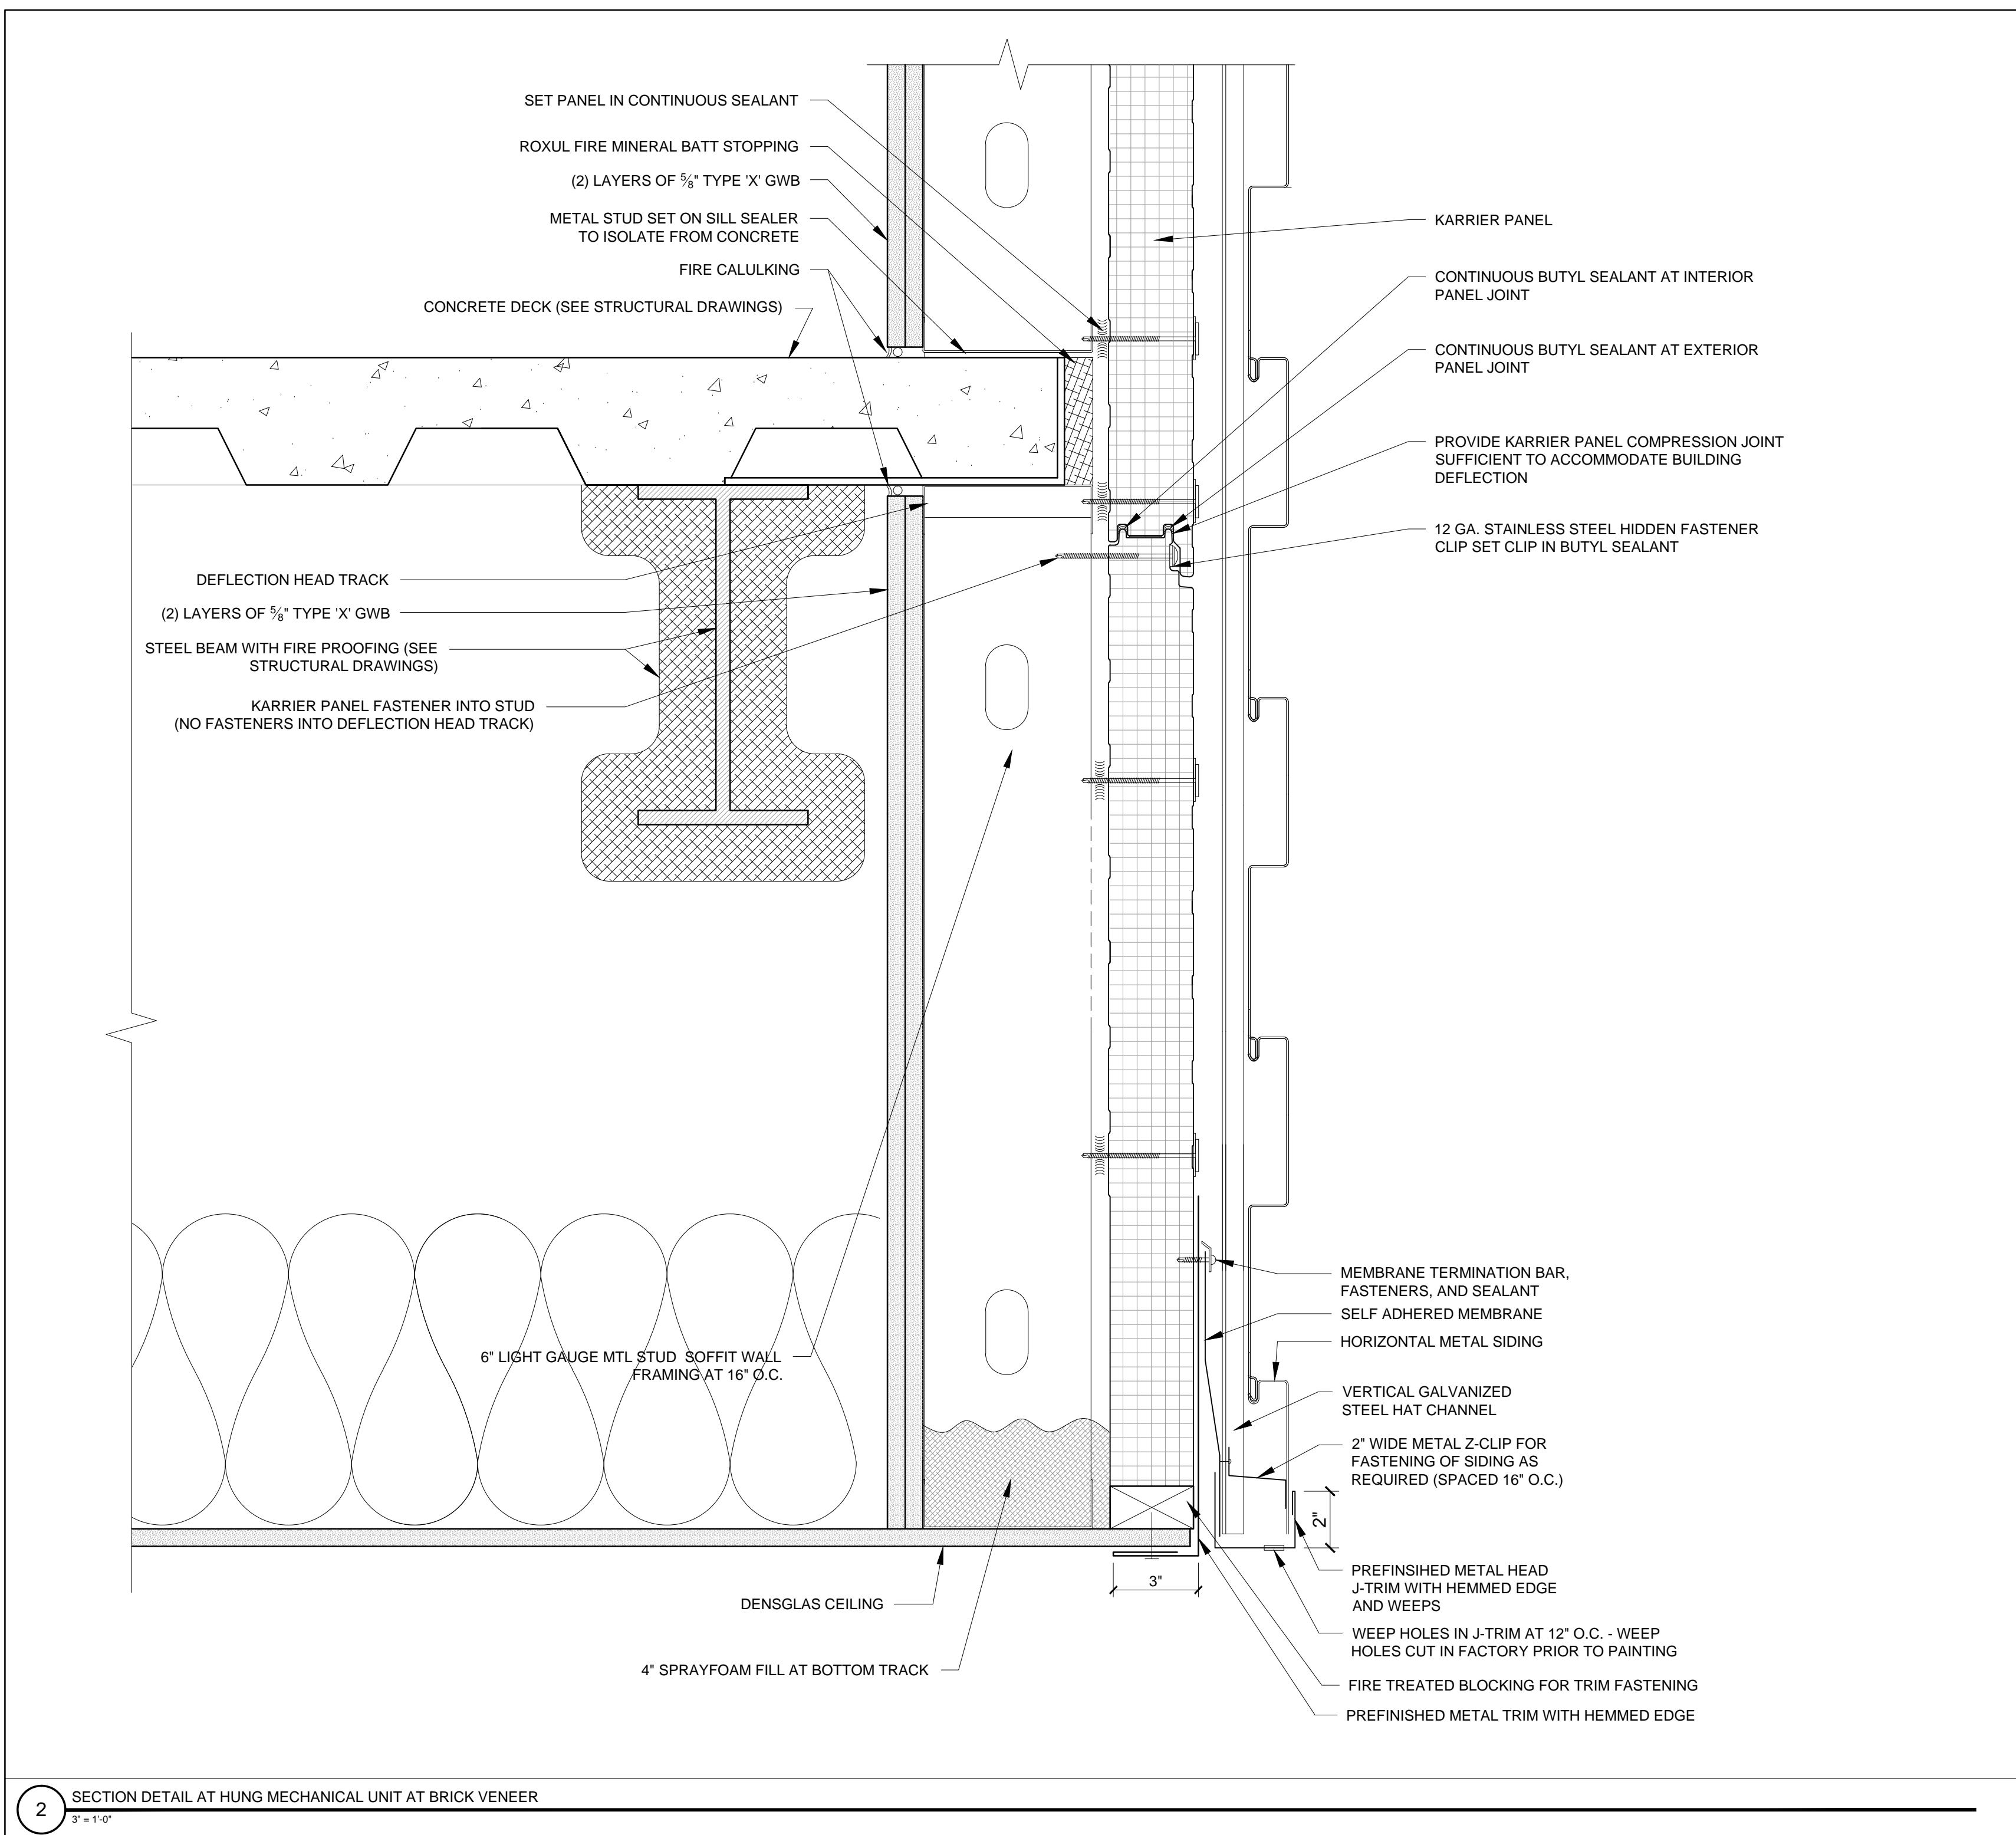 SET PANEL IN CONTINUOUS SEALANT
ROXUL FIRE MINERAL BATT STOPPING
(2) LAYERS OF ⅝" TYPE 'X' GWB
METAL STUD SET ON SILL SEALER
TO ISOLATE FROM CONCRETE
FIRE CALULKING
CONCRETE DECK (SEE STRUCTURAL DRAWINGS)
DEFLECTION HEAD TRACK
(2) LAYERS OF ⅝" TYPE 'X' GWB
STEEL BEAM WITH FIRE PROOFING (SEE
STRUCTURAL DRAWINGS)
KARRIER PANEL FASTENER INTO STUD
(NO FASTENERS INTO DEFLECTION HEAD TRACK)
6" LIGHT GAUGE MTL STUD SOFFIT WALL
FRAMING AT 16" O.C.
DENSGLAS CEILING
4" SPRAYFOAM FILL AT BOTTOM TRACK
KARRIER PANEL
CONTINUOUS BUTYL SEALANT AT INTERIOR
PANEL JOINT
CONTINUOUS BUTYL SEALANT AT EXTERIOR
PANEL JOINT
PROVIDE KARRIER PANEL COMPRESSION JOINT
SUFFICIENT TO ACCOMMODATE BUILDING
DEFLECTION
12 GA. STAINLESS STEEL HIDDEN FASTENER
CLIP SET CLIP IN BUTYL SEALANT
MEMBRANE TERMINATION BAR,
FASTENERS, AND SEALANT
SELF ADHERED MEMBRANE
HORIZONTAL METAL SIDING
VERTICAL GALVANIZED
STEEL HAT CHANNEL
2" WIDE METAL Z-CLIP FOR
FASTENING OF SIDING AS
REQUIRED (SPACED 16" O.C.)
2"
3"
PREFINSIHED METAL HEAD
J-TRIM WITH HEMMED EDGE
AND WEEPS
WEEP HOLES IN J-TRIM AT 12" O.C. - WEEP
HOLES CUT IN FACTORY PRIOR TO PAINTING
FIRE TREATED BLOCKING FOR TRIM FASTENING
PREFINISHED METAL TRIM WITH HEMMED EDGE
2
SECTION DETAIL AT HUNG MECHANICAL UNIT AT BRICK VENEER
3" = 1'-0"